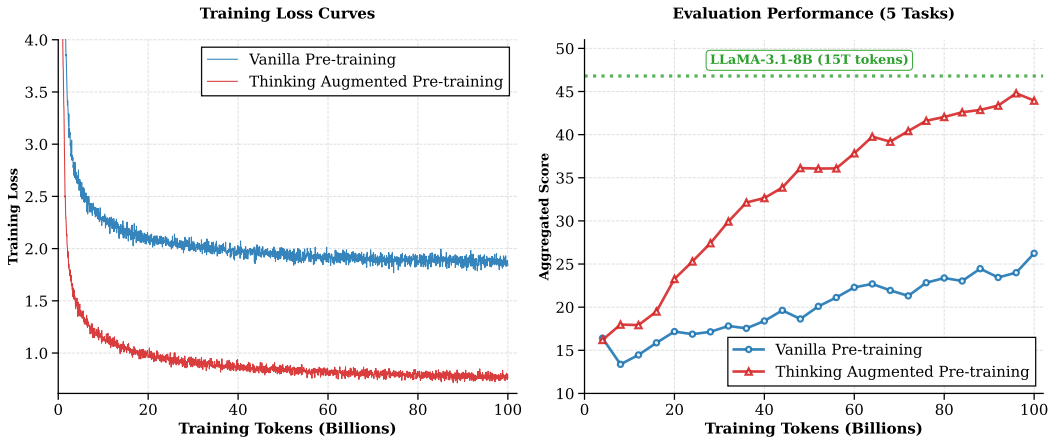 Training Loss Curves
4.0
3.5
3.0
2.5
2.0
1.5
1.0
Training Loss
0
20
40
60
80
100
Training Tokens (Billions)
Vanilla Pre-training
Thinking Augmented Pre-training
Evaluation Performance (5 Tasks)
50
45
40
35
30
25
20
15
10
Aggregated Score
0
20
40
60
80
100
Training Tokens (Billions)
LLaMA-3.1-8B (15T tokens)
Vanilla Pre-training
Thinking Augmented Pre-training